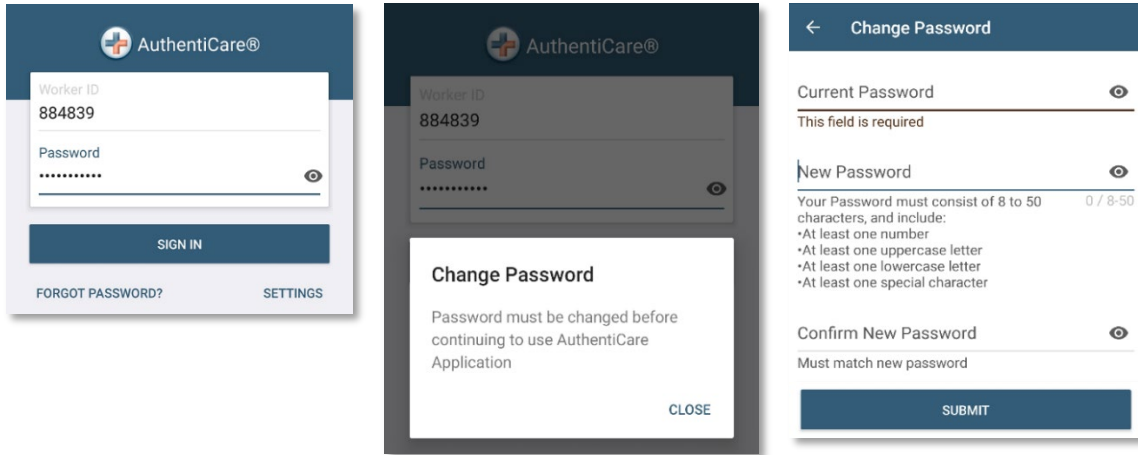 AuthentiCare®
Worker ID
884839
Password
•••••••••••
SIGN IN
FORGOT PASSWORD?
SETTINGS
AuthentiCare®
Worker ID
884839
Password
•••••••••••
Change Password
Password must be changed before
continuing to use AuthentiCare
Application
CLOSE
Change Password
Current Password
This field is required
New Password
Your Password must consist of 8 to 50
0 / 8-50
characters, and include:
•At least one number
•At least one uppercase letter
•At least one lowercase letter
•At least one special character
Confirm New Password
Must match new password
SUBMIT